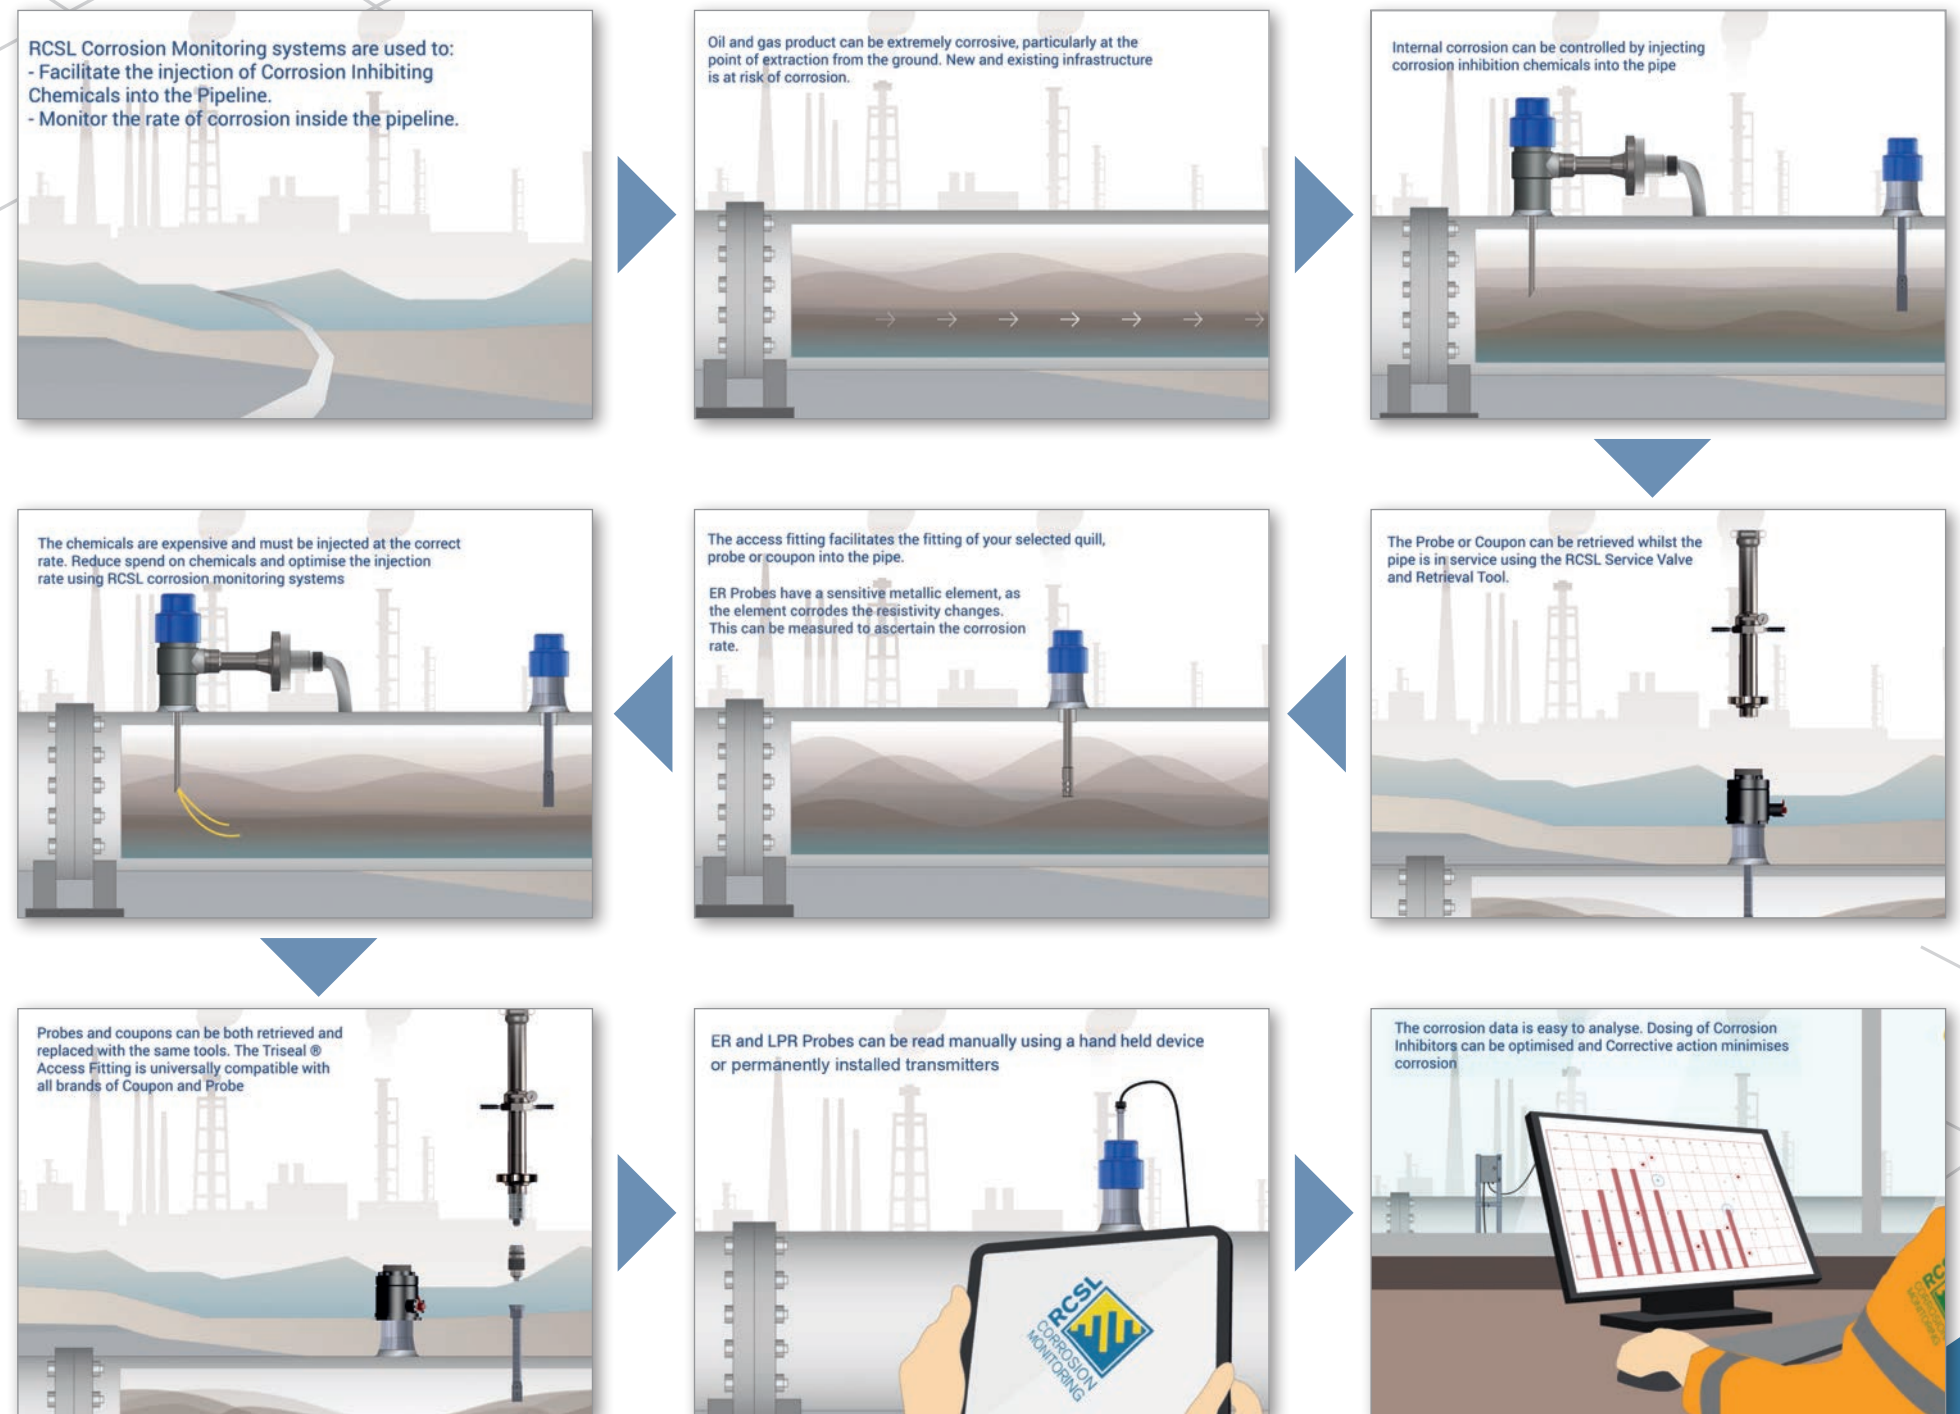 RCSL Corrosion Monitoring systems are used to:
- Facilitate the injection of Corrosion Inhibiting
Chemicals into the Pipeline.
- Monitor the rate of corrosion inside the pipeline.
Oil and gas product can be extremely corrosive, particularly at the
point of extraction from the ground. New and existing infrastructure
is at risk of corrosion.
Internal corrosion can be controlled by injecting
corrosion inhibition chemicals into the pipe
The Probe or Coupon can be retrieved whilst the
pipe is in service using the RCSL Service Valve
and Retrieval Tool.
The access fitting facilitates the fitting of your selected quill,
probe or coupon into the pipe.
ER Probes have a sensitive metallic element, as
the element corrodes the resistivity changes.
This can be measured to ascertain the corrosion
rate.
The chemicals are expensive and must be injected at the correct
rate. Reduce spend on chemicals and optimise the injection
rate using RCSL corrosion monitoring systems
Probes and coupons can be both retrieved and
replaced with the same tools. The Triseal ®
Access Fitting is universally compatible with
all brands of Coupon and Probe
ER and LPR Probes can be read manually using a hand held device
or permanently installed transmitters
RCSL
CORROSION
MONITORING
The corrosion data is easy to analyse. Dosing of Corrosion
Inhibitors can be optimised and Corrective action minimises
corrosion
RCS
CORROSION
MONITORING